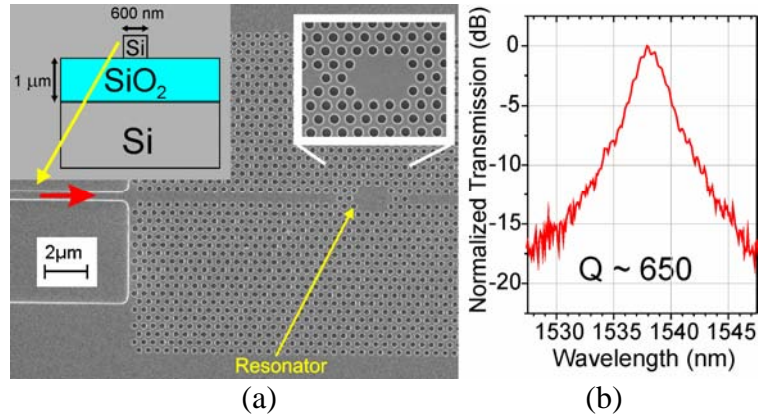 600 nm
Si
1 μm
SiO2
Si
2μm
Resonator
(a)
Normalized Transmission (dB)
0
-5
-10
-15
-20
Q ~ 650
1530 1535 1540 1545
Wavelength (nm)
(b)